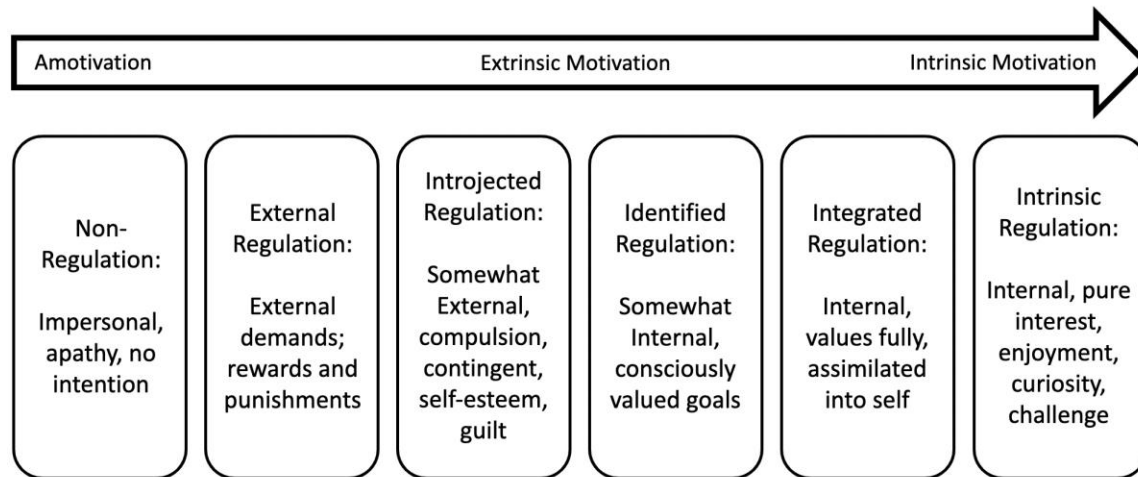 Amotivation
Extrinsic Motivation
Intrinsic Motivation
Non-
Regulation:
Impersonal,
apathy, no
intention
External
Regulation:
External
demands;
rewards and
punishments
Introjected
Regulation:
Somewhat
External,
compulsion,
contingent,
self-esteem,
guilt
Identified
Regulation:
Somewhat
Internal,
consciously
valued goals
Integrated
Regulation:
Internal,
values fully,
assimilated
into self
Intrinsic
Regulation:
Internal, pure
interest,
enjoyment,
curiosity,
challenge